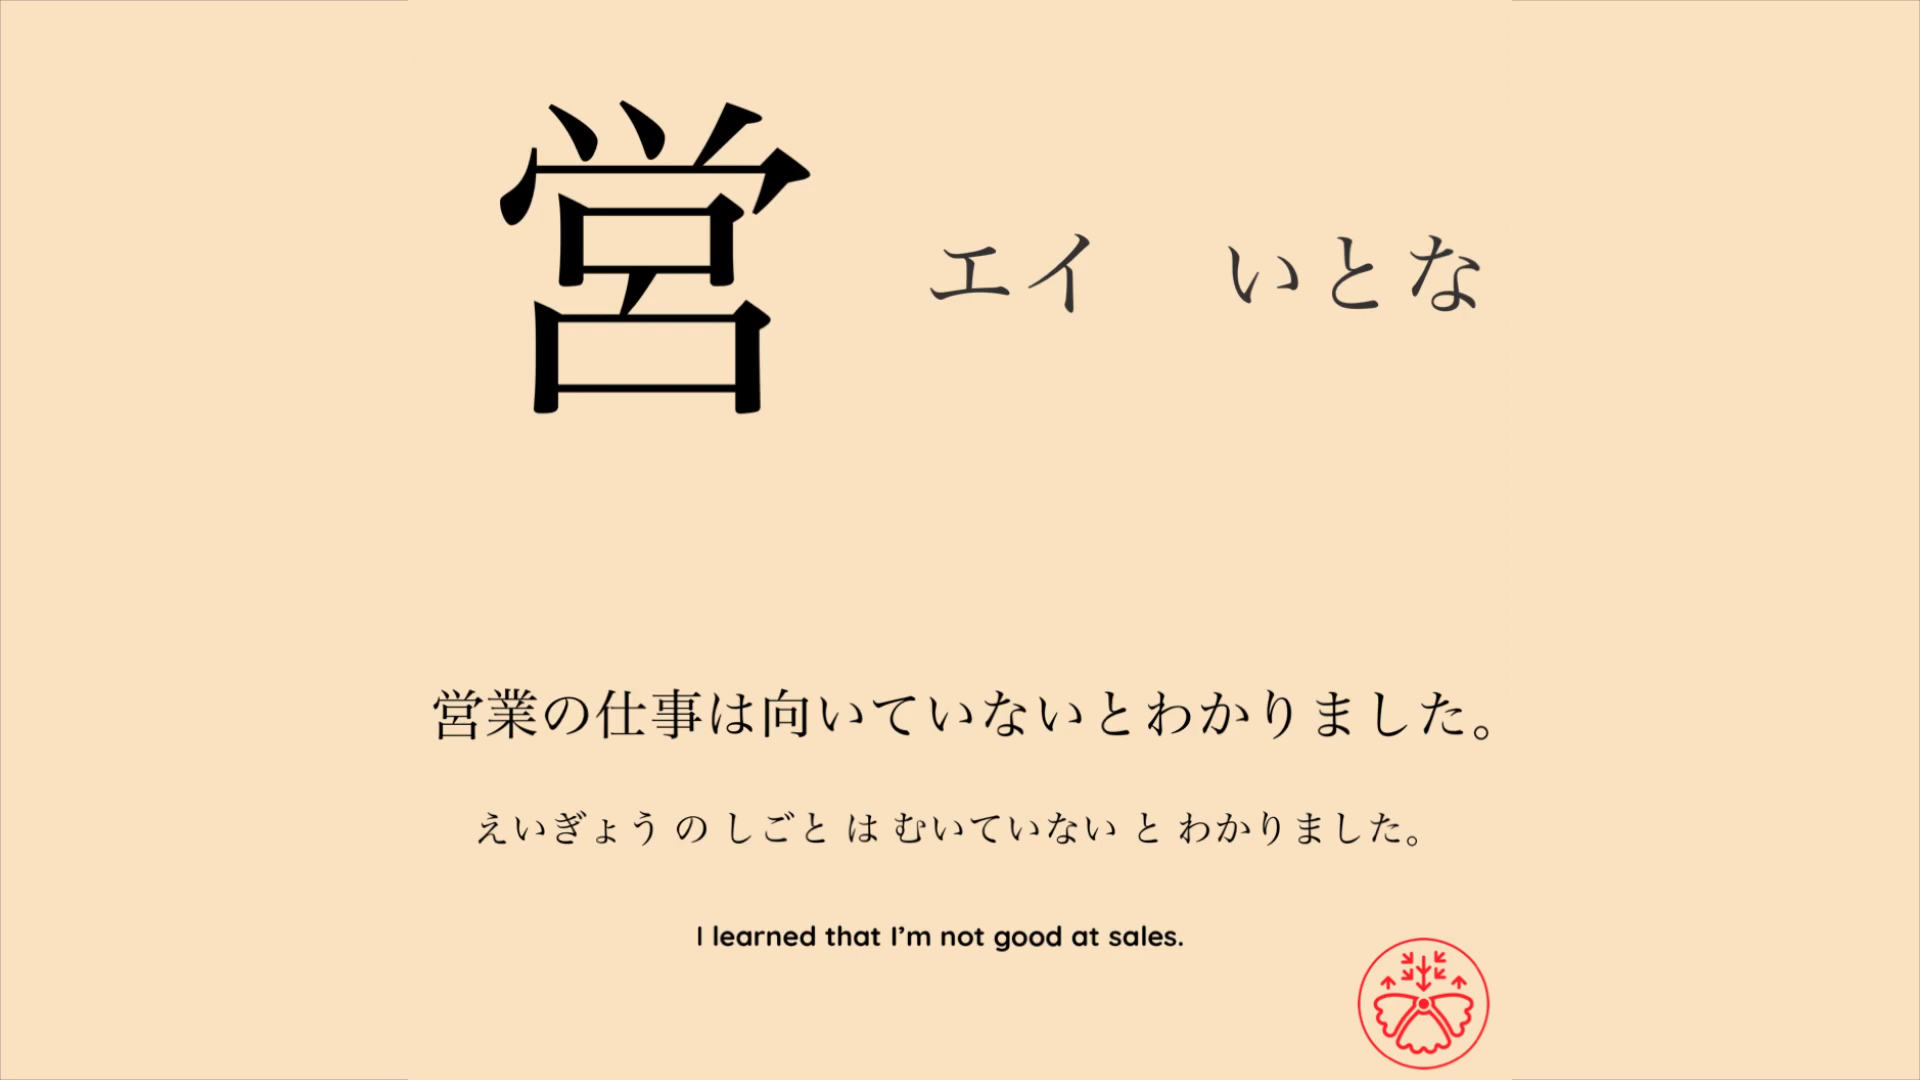 営
エイ いとな
営業の仕事は向いていないとわかりました。
えいぎょう の しごと は むいていない と わかりました。
I learned that I’m not good at sales.